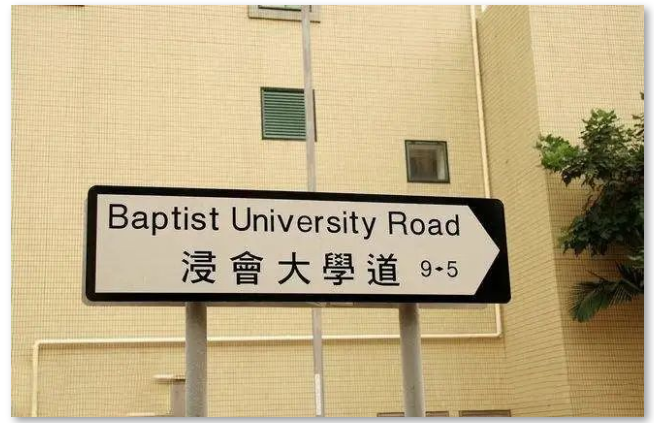 Baptist University Road
浸會大學道 9-5